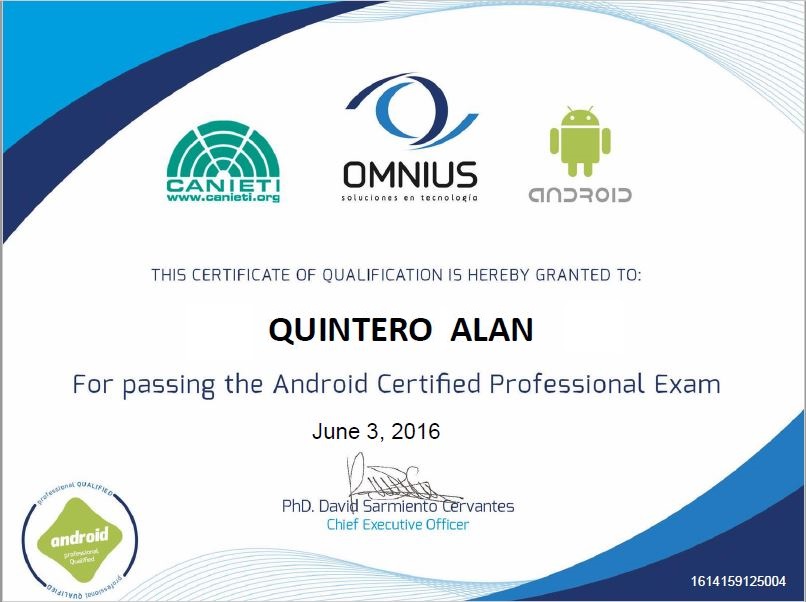 CANIETI
www.canieti.org
OMNIUS
soluciones en tecnología
ANDROID
THIS CERTIFICATE OF QUALIFICATION IS HEREBY GRANTED TO:
QUINTERO ALAN
For passing the Android Certified Professional Exam
June 3, 2016
PhD. David Sarmiento Cervantes
Chief Executive Officer
professional QUALIFIED
android
professional
Qualified
professional QUALIFIED
1614159125004